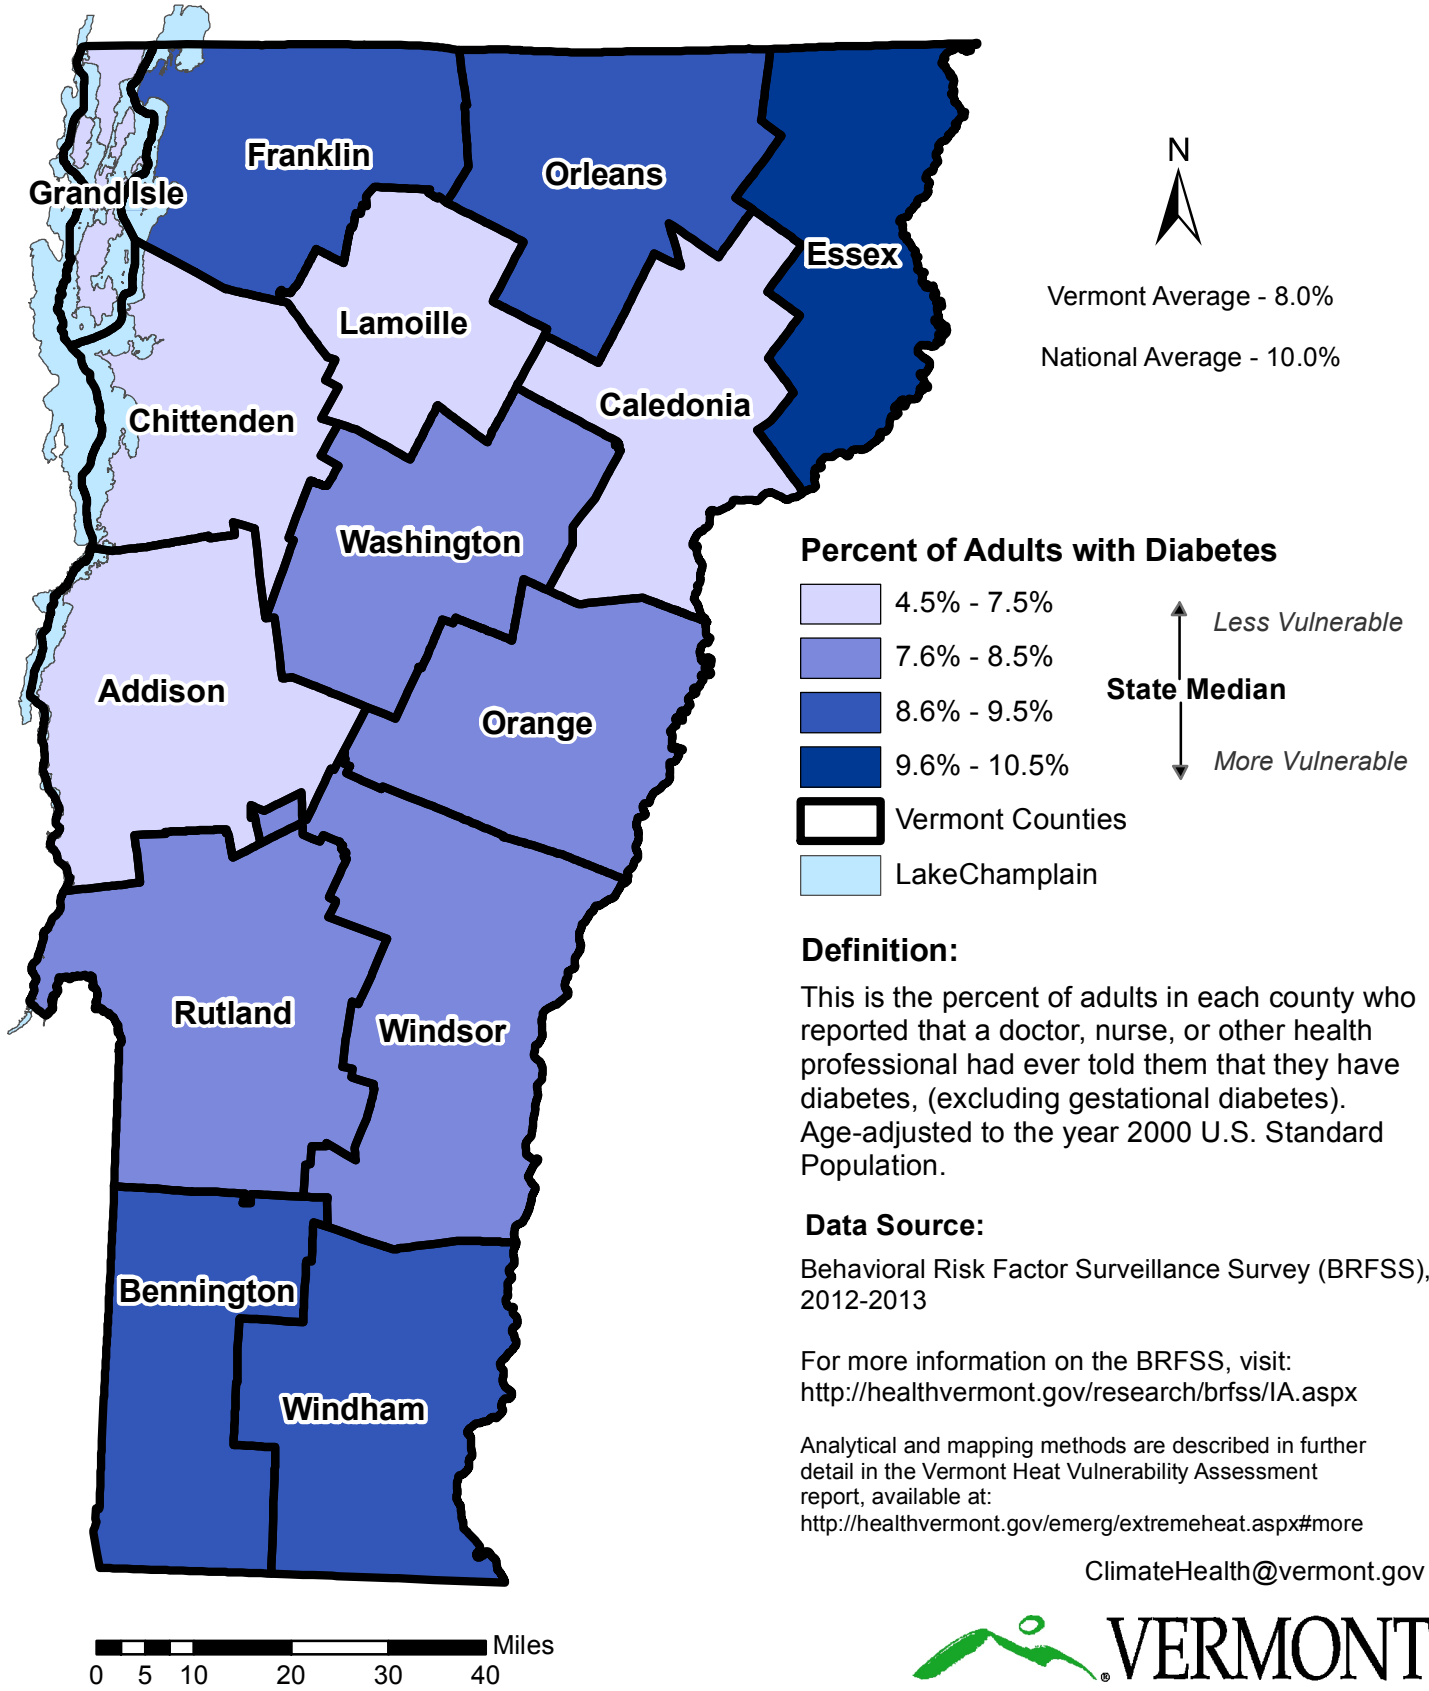 Franklin
Orleans
Grand Isle
Essex
Lamoille
Caledonia
Chittenden
Washington
Addison
Orange
Rutland
Windsor
Bennington
Windham
N
Vermont Average - 8.0%
National Average - 10.0%
Percent of Adults with Diabetes
4.5% - 7.5%
7.6% - 8.5%
8.6% - 9.5%
9.6% - 10.5%
Less Vulnerable
State Median
More Vulnerable
Vermont Counties
LakeChamplain
Definition:
This is the percent of adults in each county who
reported that a doctor, nurse, or other health
professional had ever told them that they have
diabetes, (excluding gestational diabetes).
Age-adjusted to the year 2000 U.S. Standard
Population.
Data Source:
Behavioral Risk Factor Surveillance Survey (BRFSS),
2012-2013
For more information on the BRFSS, visit:
http://healthvermont.gov/research/brfss/IA.aspx
Analytical and mapping methods are described in further
detail in the Vermont Heat Vulnerability Assessment
report, available at:
http://healthvermont.gov/emerg/extremeheat.aspx#more
ClimateHealth@vermont.gov
® VERMONT
Miles
0 5 10 20 30 40